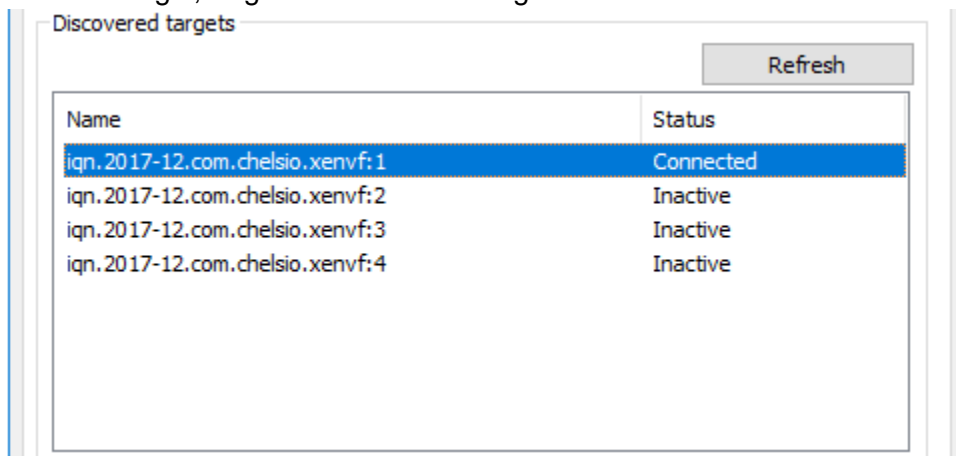 Discovered targets
Refresh
Name Status
iqn.2017-12.com.chelsio.xenvf:1 Connected
iqn.2017-12.com.chelsio.xenvf:2 Inactive
iqn.2017-12.com.chelsio.xenvf:3 Inactive
iqn.2017-12.com.chelsio.xenvf:4 Inactive